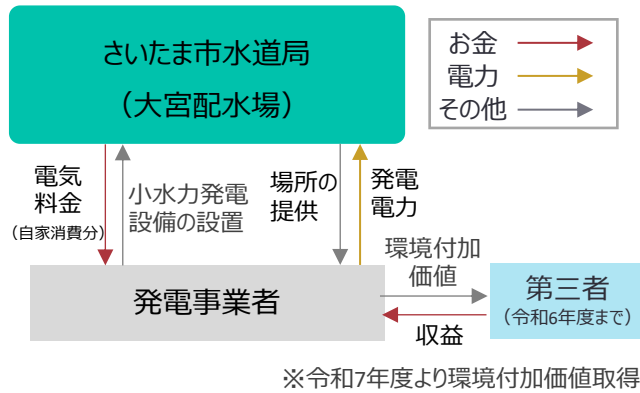 さいたま市水道局
（大宮配水場）
お金
電力
その他
電気
料金
（自家消費分）
小水力発電
設備の設置
場所の
提供
発電
電力
環境付加
価値
発電事業者
第三者
（令和6年度まで）
収益
※令和7年度より環境付加価値取得